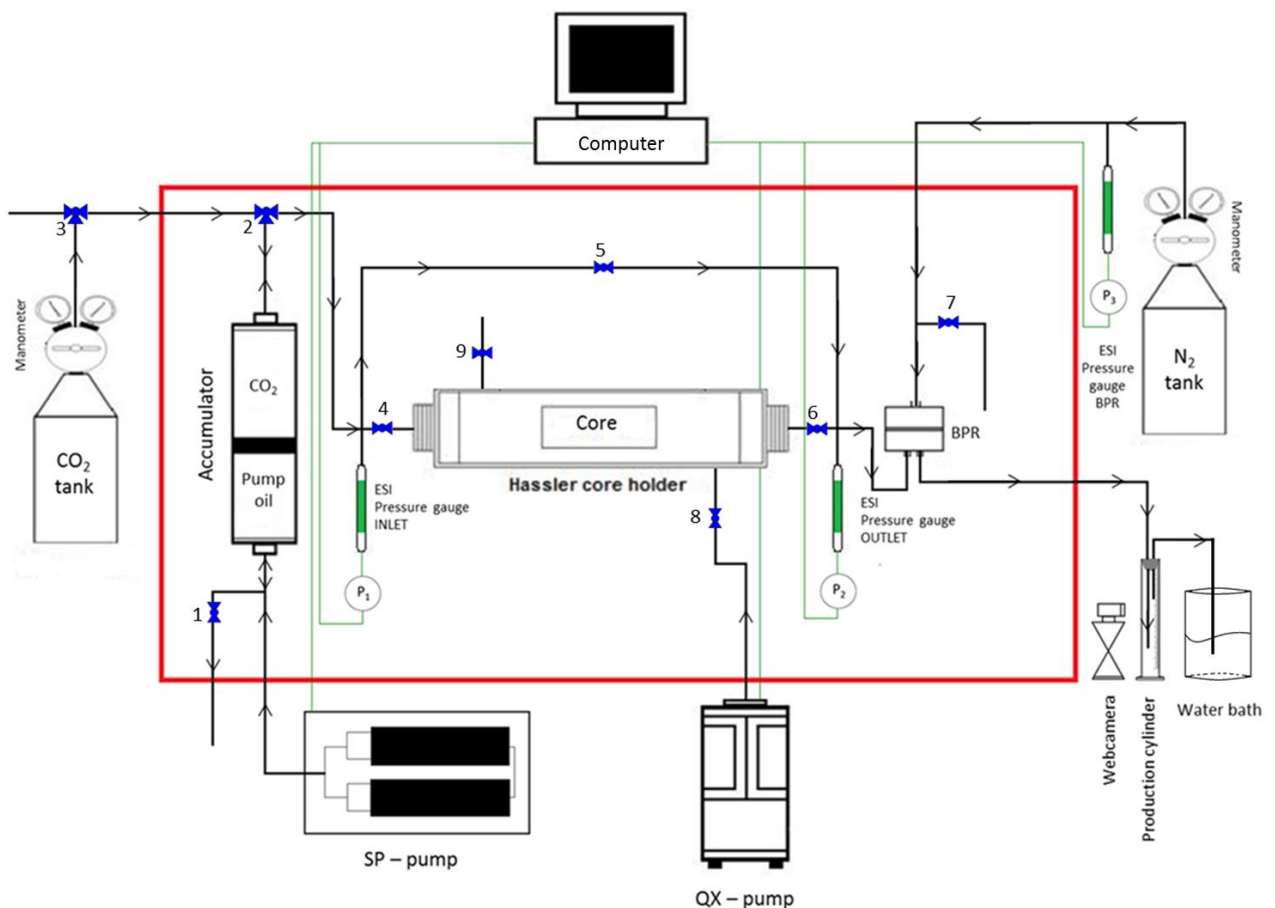 Computer
3
2
5
7
Manometer
Manometer
P3
ESI
Pressure
gauge
BPR
N2
tank
Accumulator
CO2
9
4
Core
6
BPR
CO2
tank
Pump
oil
ESI
Pressure gauge
INLET
Hassler core holder
8
ESI
Pressure gauge
OUTLET
P1
P2
1
Webcamera
Production cylinder
Water bath
SP – pump
QX – pump